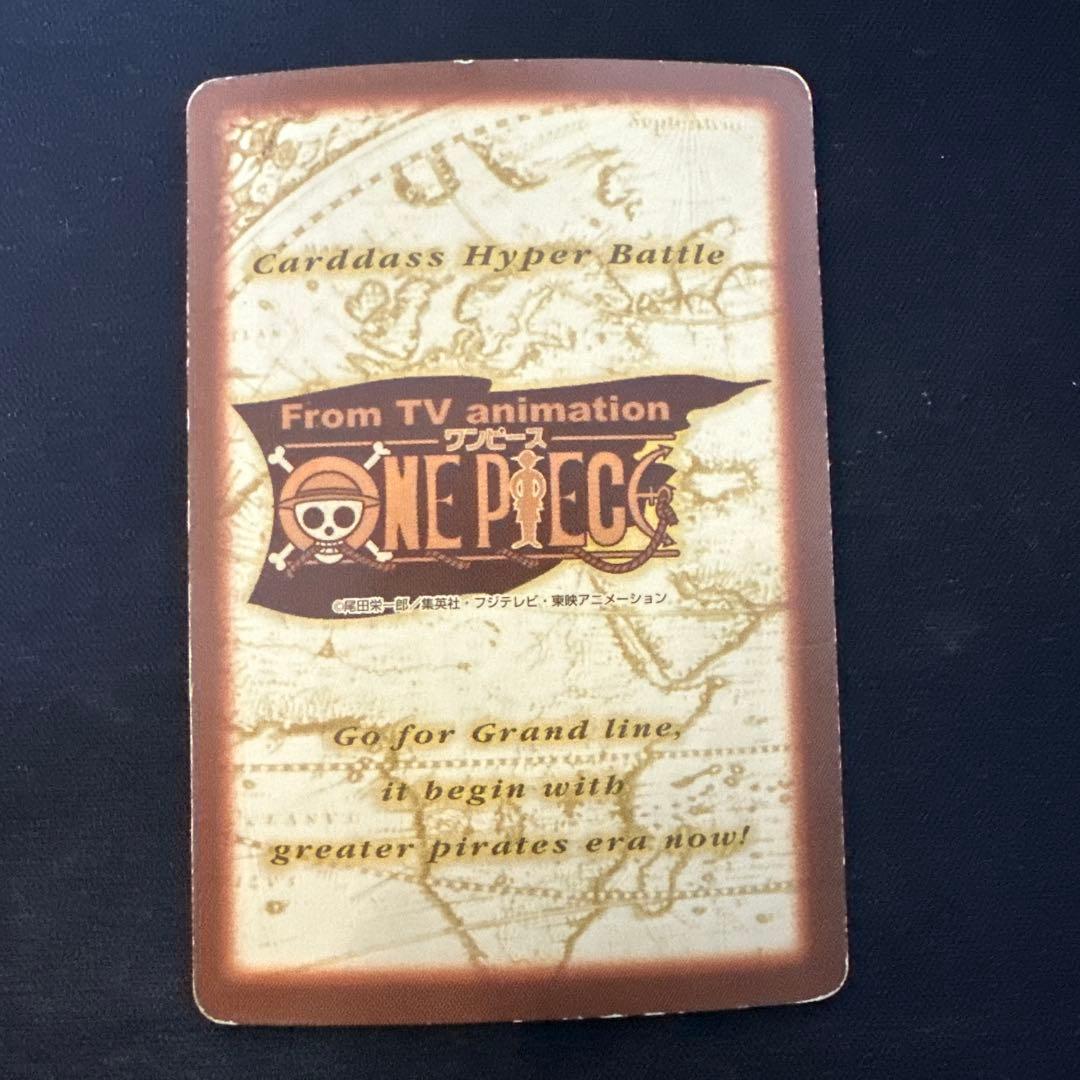 Carddass Hyper Battle
From TV animation
ワンピース
ONE PIECE
©尾田栄一郎／集英社・フジテレビ・東映アニメーション
Go for Grand line,
it begin with
greater pirates era now!